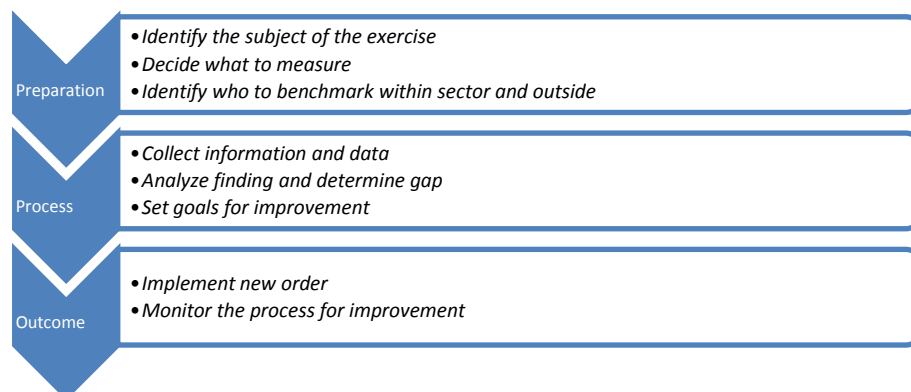 Preparation
•Identify the subject of the exercise
•Decide what to measure
•Identify who to benchmark within sector and outside
Process
•Collect information and data
•Analyze finding and determine gap
•Set goals for improvement
Outcome
•Implement new order
•Monitor the process for improvement